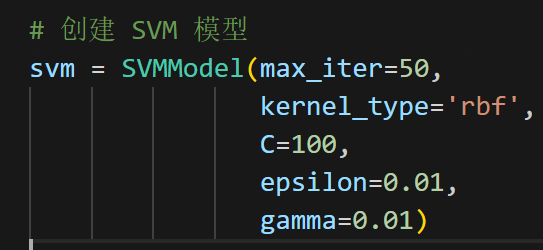 # 创建 SVM 模型
svm = SVMModel(max_iter=50,
kernel_type='rbf',
C=100,
epsilon=0.01,
gamma=0.01)